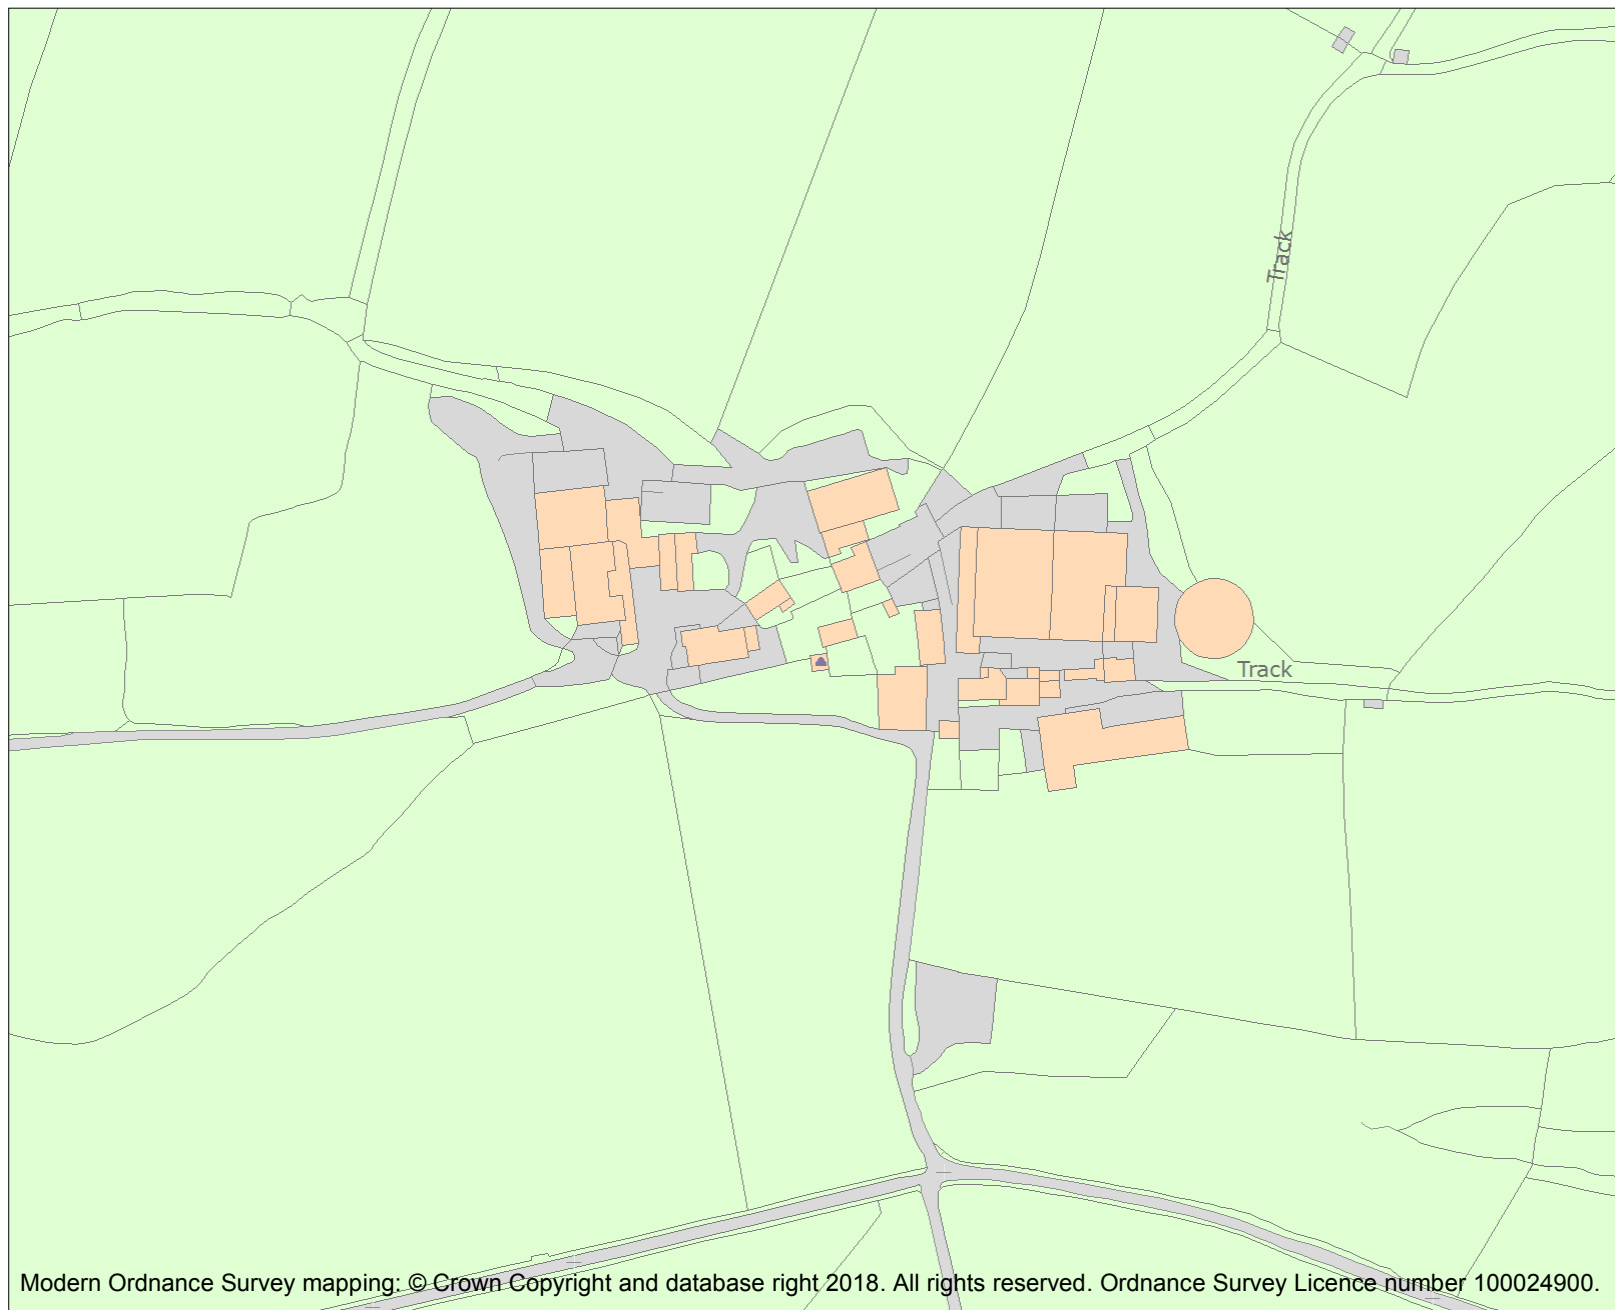 Track
Track
Modern Ordnance Survey mapping: © Crown Copyright and database right 2018. All rights reserved. Ordnance Survey Licence number 100024900.